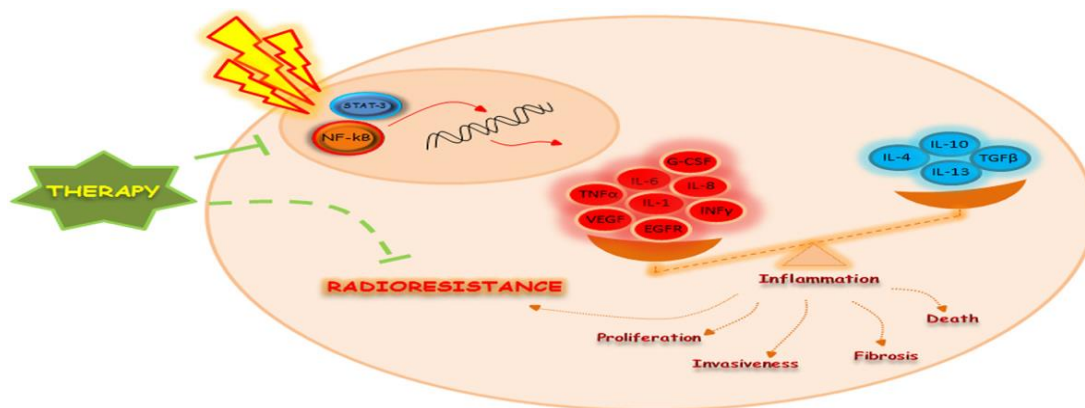 STAT-3
NF-k8
THERAPY
G-CSF
IL-6
IL-8
TNFα
IL-1
INFγ
VEGF
EGFR
IL-10
IL-4
TGFβ
IL-13
RADIORESISTANCE
Inflammation
Proliferation
Invasiveness
Fibrosis
Death